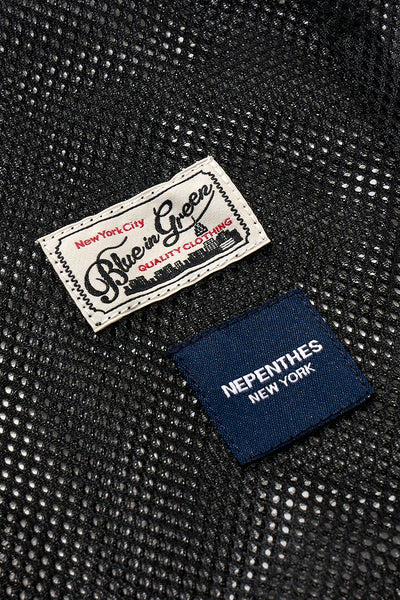 New York City
Blue in Green
QUALITY CLOTHING
NEPENTHES
NEW YORK